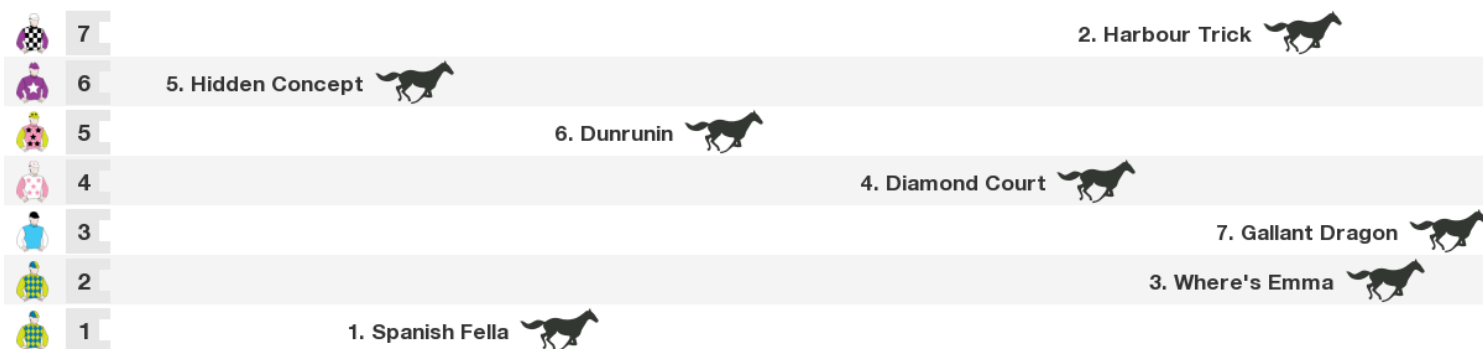 7 2. Harbour Trick
6 5. Hidden Concept
5 6. Dunrunin
4 4. Diamond Court
3 7. Gallant Dragon
2 3. Where's Emma
1 1. Spanish Fella